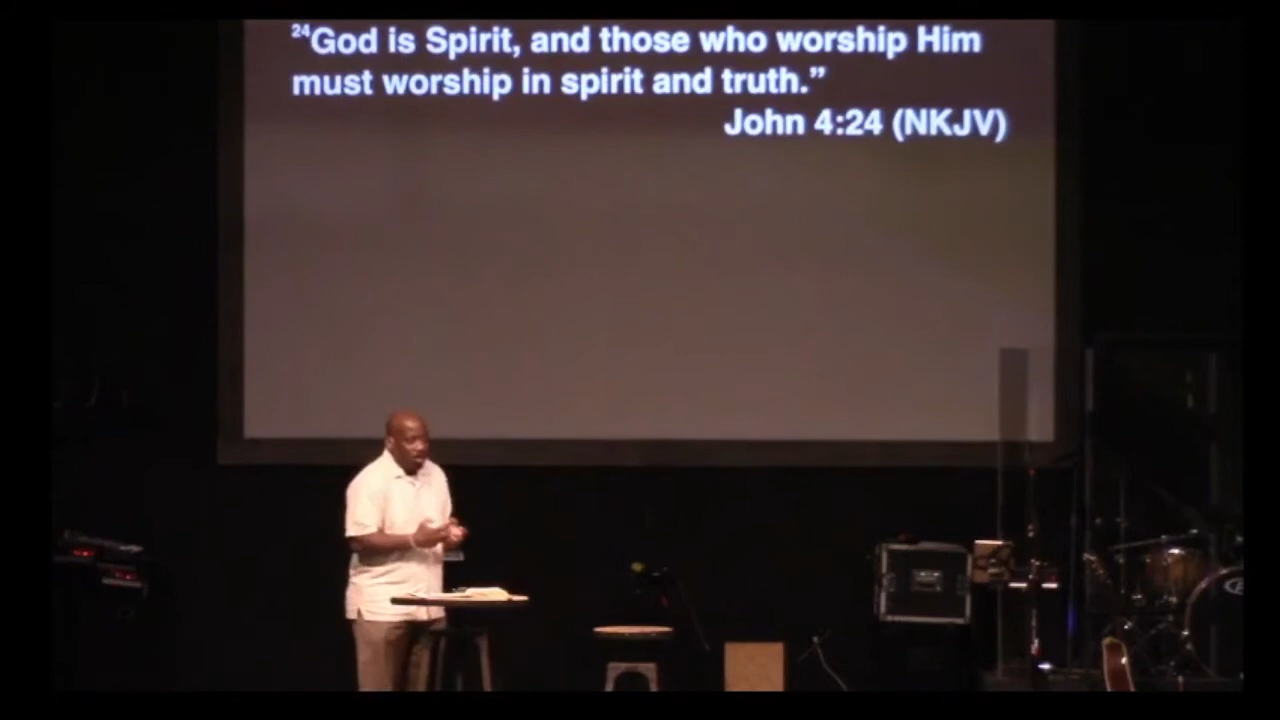 ²⁴God is Spirit, and those who worship Him
must worship in spirit and truth.”
John 4:24 (NKJV)